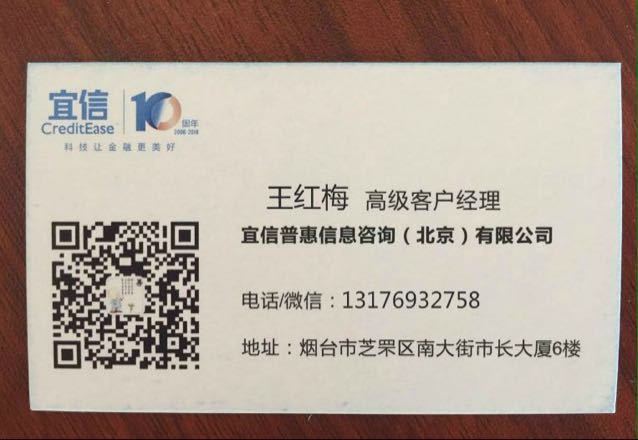 宜信
CreditEase
10周年
2006-2016
科技让金融更美好
王红梅 高级客户经理
宜信普惠信息咨询（北京）有限公司
电话/微信：13176932758
地址：烟台市芝罘区南大街市长大厦6楼